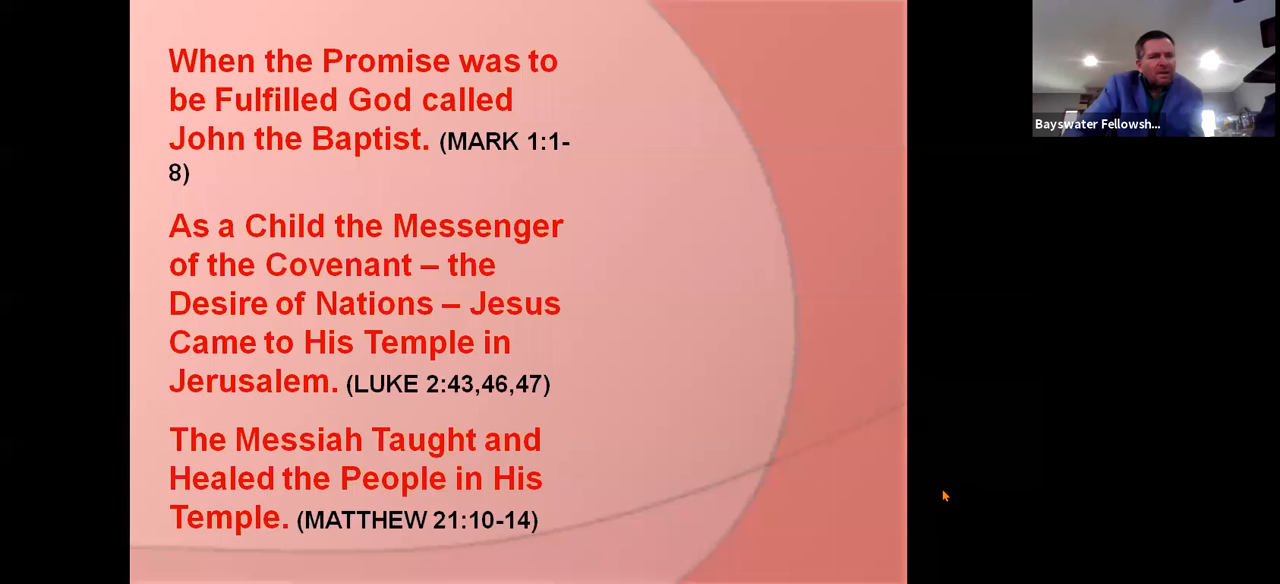 When the Promise was to
be Fulfilled God called
John the Baptist. (MARK 1:1-
8)
As a Child the Messenger
of the Covenant – the
Desire of Nations – Jesus
Came to His Temple in
Jerusalem. (LUKE 2:43,46,47)
The Messiah Taught and
Healed the People in His
Temple. (MATTHEW 21:10-14)
Bayswater Fellowsh...